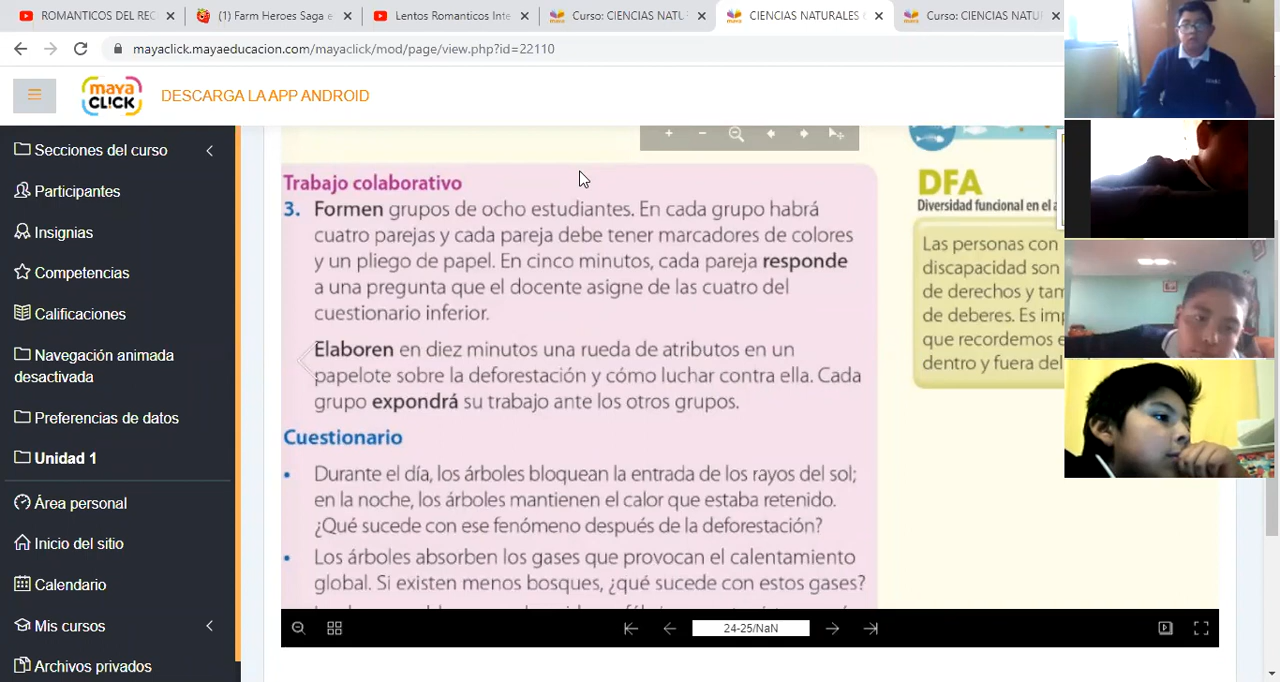 ROMANTICOS DEL REC
(1) Farm Heroes Saga e
Lentos Romanticos Inte
Curso: CIENCIAS NATU
CIENCIAS NATURALES
Curso: CIENCIAS NATU
mayaclick.mayaeducacion.com/mayaclick/mod/page/view.php?id=22110
maya CL!CK
DESCARGA LA APP ANDROID
Secciones del curso
Participantes
Insignias
Competencias
Calificaciones
Navegación animada
desactivada
Preferencias de datos
Unidad 1
Área personal
Inicio del sitio
Calendario
Mis cursos
Archivos privados
Trabajo colaborativo
3. Formen grupos de ocho estudiantes. En cada grupo habrá
cuatro parejas y cada pareja debe tener marcadores de colores
y un pliego de papel. En cinco minutos, cada pareja responde
a una pregunta que el docente asigne de las cuatro del
cuestionario inferior.
Elaboren en diez minutos una rueda de atributos en un
papelote sobre la deforestación y cómo luchar contra ella. Cada
grupo expondrá su trabajo ante los otros grupos.
Cuestionario
• Durante el día, los árboles bloquean la entrada de los rayos del sol;
en la noche, los árboles mantienen el calor que estaba retenido.
¿Qué sucede con ese fenómeno después de la deforestación?
• Los árboles absorben los gases que provocan el calentamiento
global. Si existen menos bosques, ¿qué sucede con estos gases?
DFA
Diversidad funcional en el a
Las personas con
discapacidad son
de derechos y tam
de deberes. Es imp
que recordemos e
dentro y fuera del
24-25/NaN